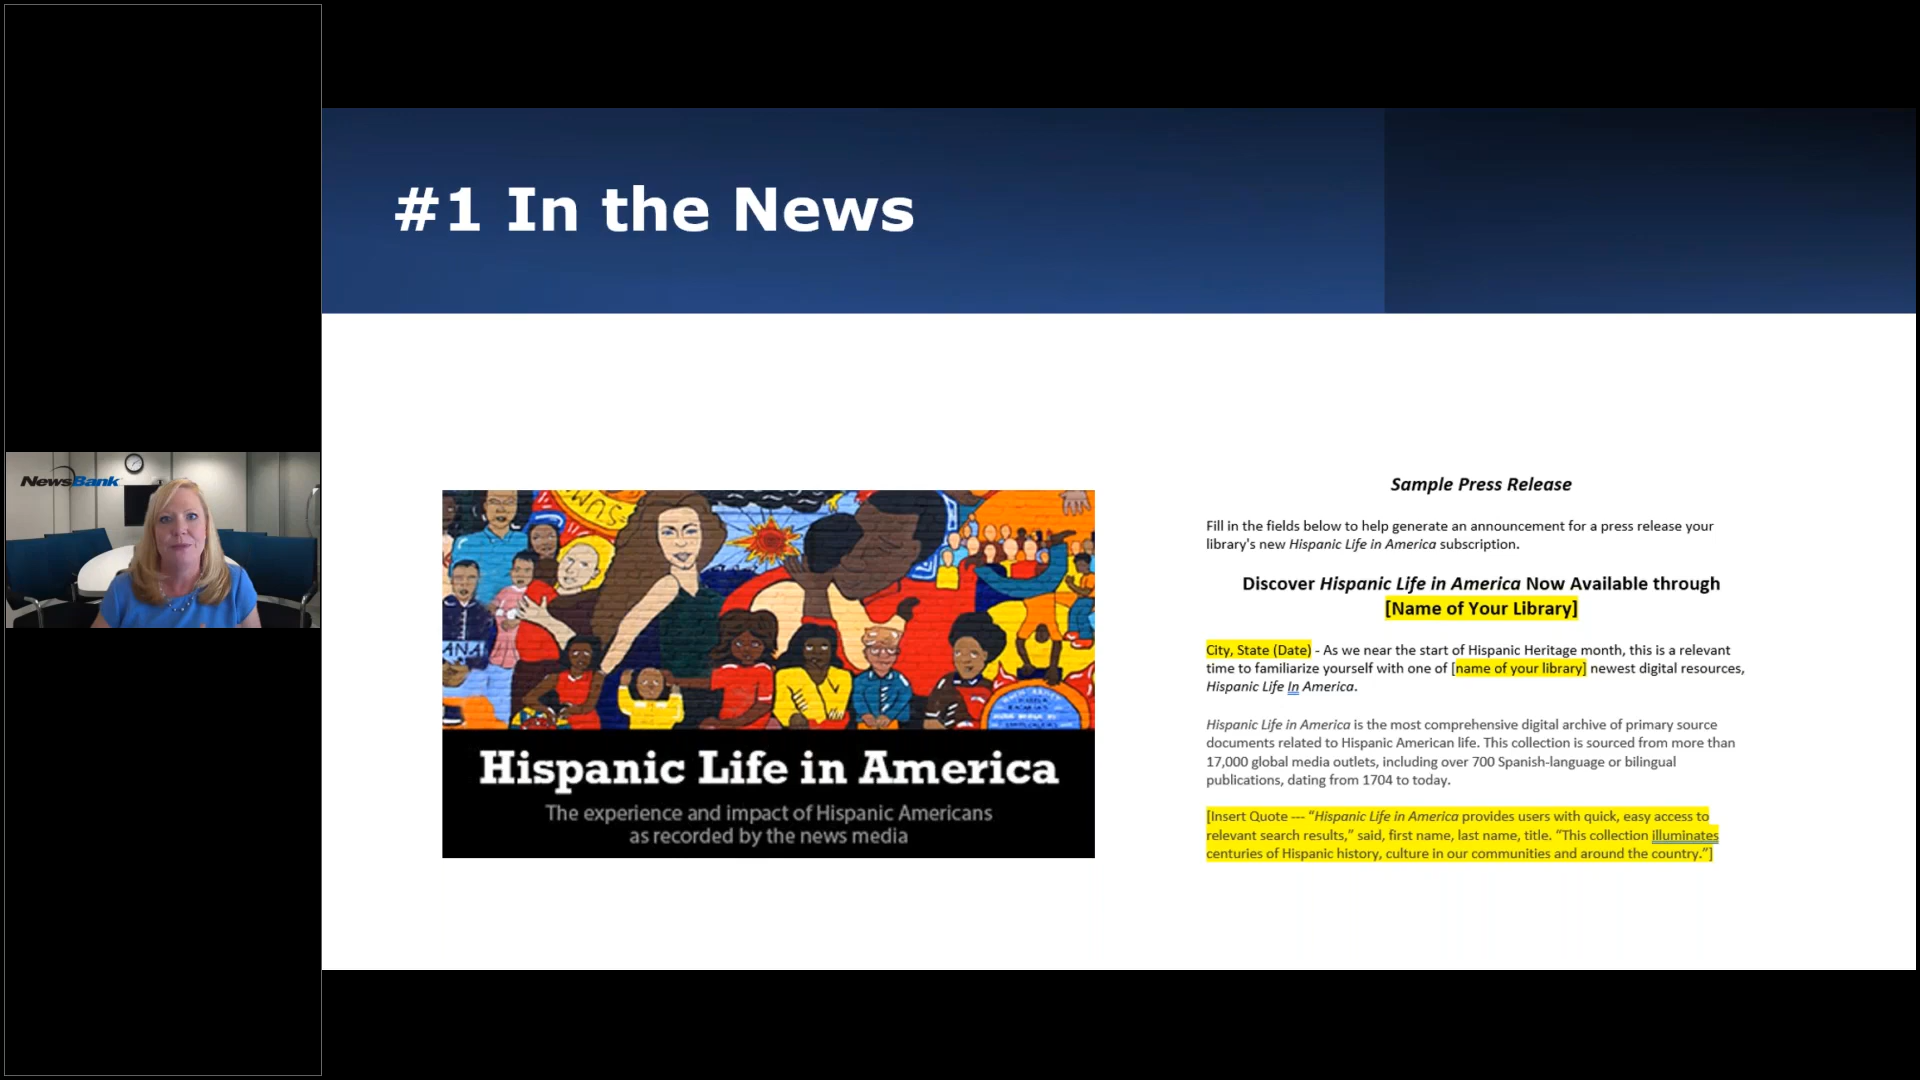 NewsBank
#1 In the News
Hispanic Life in America
The experience and impact of Hispanic Americans
as recorded by the news media
Sample Press Release
Fill in the fields below to help generate an announcement for a press release your
library's new Hispanic Life in America subscription.
Discover Hispanic Life in America Now Available through
[Name of Your Library]
City, State (Date) - As we near the start of Hispanic Heritage month, this is a relevant
time to familiarize yourself with one of [name of your library] newest digital resources,
Hispanic Life In America.
Hispanic Life in America is the most comprehensive digital archive of primary source
documents related to Hispanic American life. This collection is sourced from more than
17,000 global media outlets, including over 700 Spanish-language or bilingual
publications, dating from 1704 to today.
[Insert Quote --- “Hispanic Life in America provides users with quick, easy access to
relevant search results,” said, first name, last name, title. “This collection illuminates
centuries of Hispanic history, culture in our communities and around the country.”]